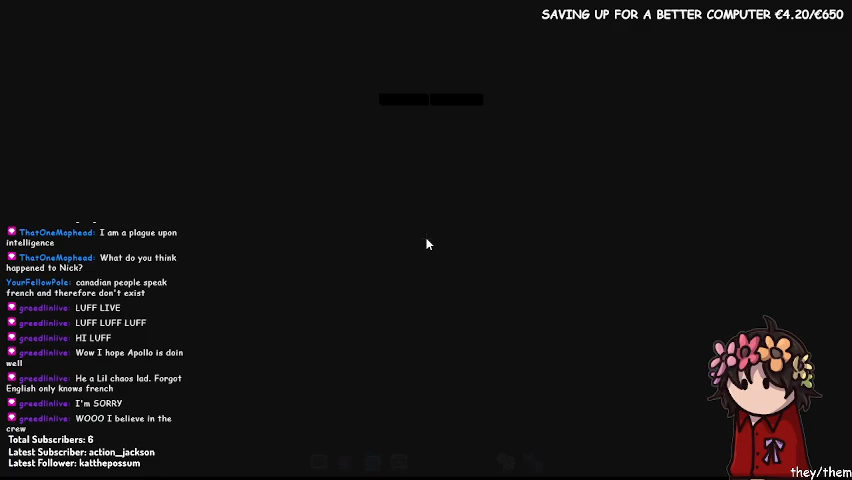 SAVING UP FOR A BETTER COMPUTER €4.20/€650
ThatOneMophead: I am a plague upon
intelligence
ThatOneMophead: What do you think
happened to Nick?
YourFellowPole: canadian people speak
french and therefore don't exist
greedlinlive: LUFF LIVE
greedlinlive: LUFF LUFF LUFF
greedlinlive: HI LUFF
greedlinlive: Wow I hope Apollo is doin
well
greedlinlive: He a Lil chaos lad. Forgot
English only knows french
greedlinlive: I'm SORRY
greedlinlive: WOOO I believe in the
crew
Total Subscribers: 6
Latest Subscriber: action_jackson
Latest Follower: katthepossum
they/them